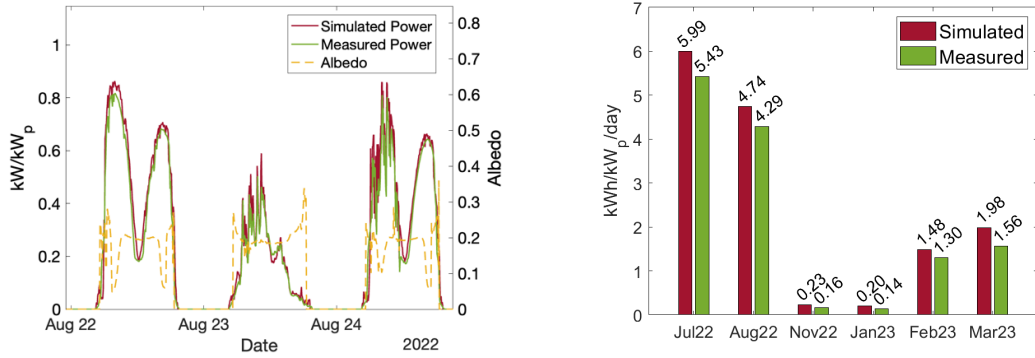 Simulated Power
Measured Power
Albedo
1
0.8
0.6
0.4
0.2
0
kW/kWp
0.8
0.7
0.6
0.5
0.4
0.3
0.2
0.1
0
Albedo
Aug 22 Aug 23 Aug 24
Date 2022
Simulated
Measured
7
6
5
4
3
2
1
0
kWh/kWp/day
5.99 5.43 4.74 4.29 0.23 0.16 0.20 0.14 1.48 1.30 1.98 1.56
Jul22 Aug22 Nov22 Jan23 Feb23 Mar23